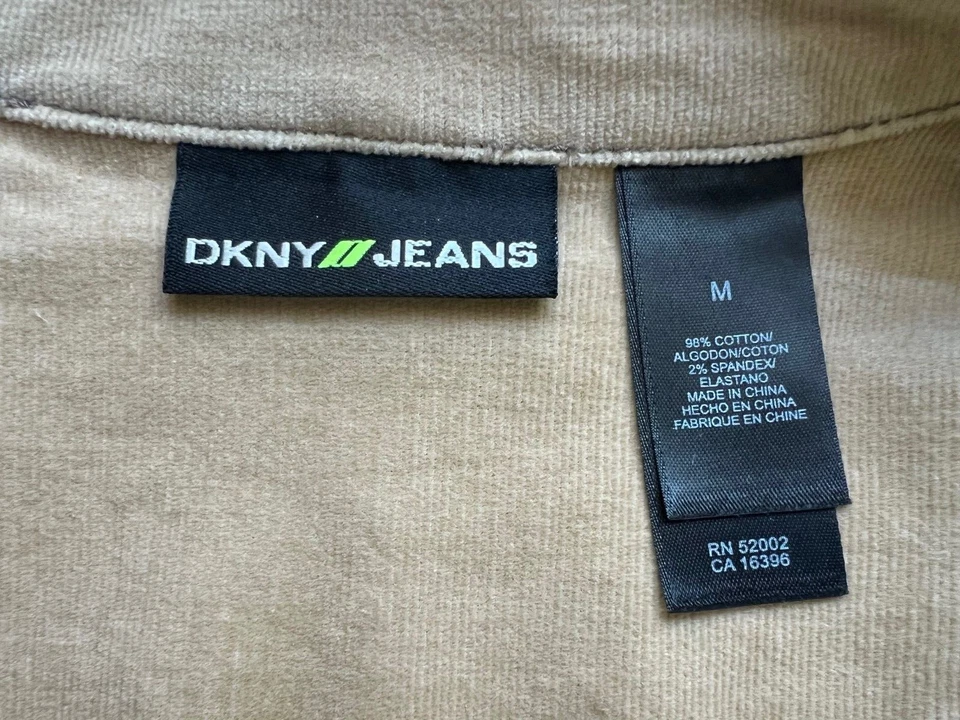 DKNY JEANS
M
98% COTTON/
ALGODON/COTON
2% SPANDEX/
ELASTANO
MADE IN CHINA
HECHO EN CHINA
FABRIQUE EN CHINE
RN 52002
CA 16396